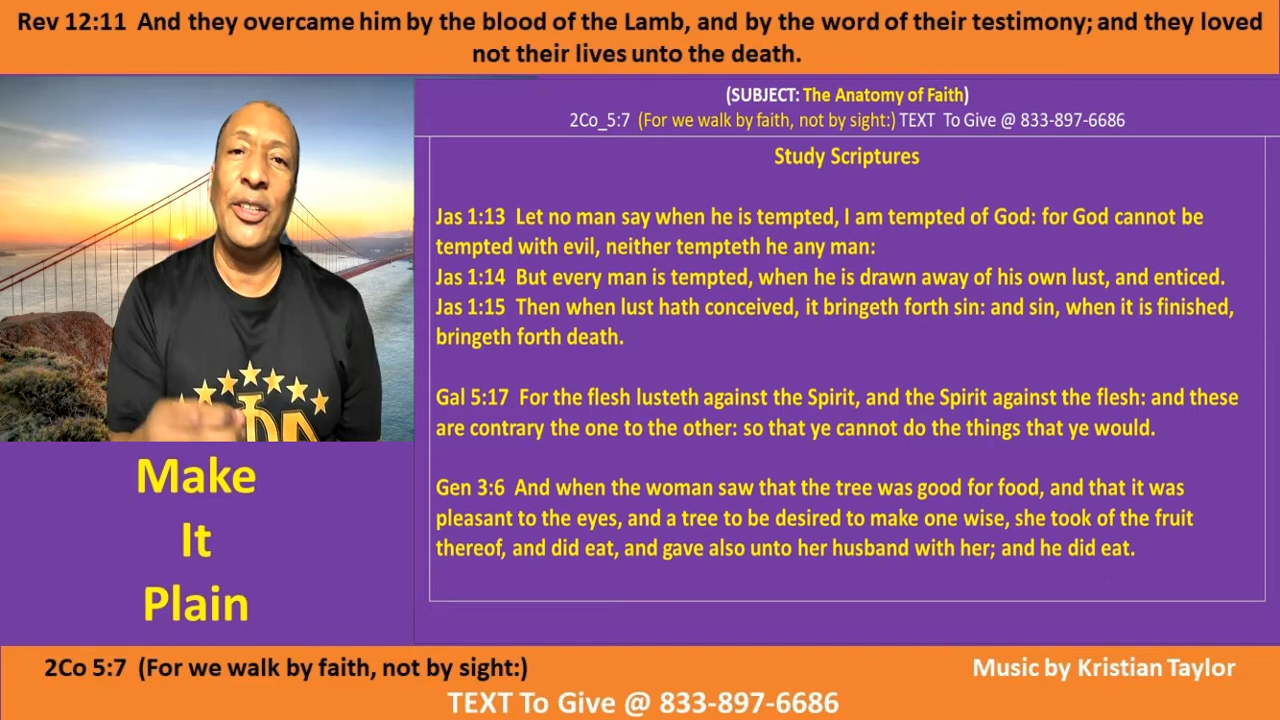 Rev 12:11 And they overcame him by the blood of the Lamb, and by the word of their testimony; and they loved
not their lives unto the death.
(SUBJECT: The Anatomy of Faith)
2Co_5:7 (For we walk by faith, not by sight:) TEXT To Give @ 833-897-6686
Study Scriptures
Jas 1:13 Let no man say when he is tempted, I am tempted of God: for God cannot be
tempted with evil, neither tempteth he any man:
Jas 1:14 But every man is tempted, when he is drawn away of his own lust, and enticed.
Jas 1:15 Then when lust hath conceived, it bringeth forth sin: and sin, when it is finished,
bringeth forth death.
Gal 5:17 For the flesh lusteth against the Spirit, and the Spirit against the flesh: and these
are contrary the one to the other: so that ye cannot do the things that ye would.
Gen 3:6 And when the woman saw that the tree was good for food, and that it was
pleasant to the eyes, and a tree to be desired to make one wise, she took of the fruit
thereof, and did eat, and gave also unto her husband with her; and he did eat.
Make
It
Plain
2Co 5:7 (For we walk by faith, not by sight:)
Music by Kristian Taylor
TEXT To Give @ 833-897-6686